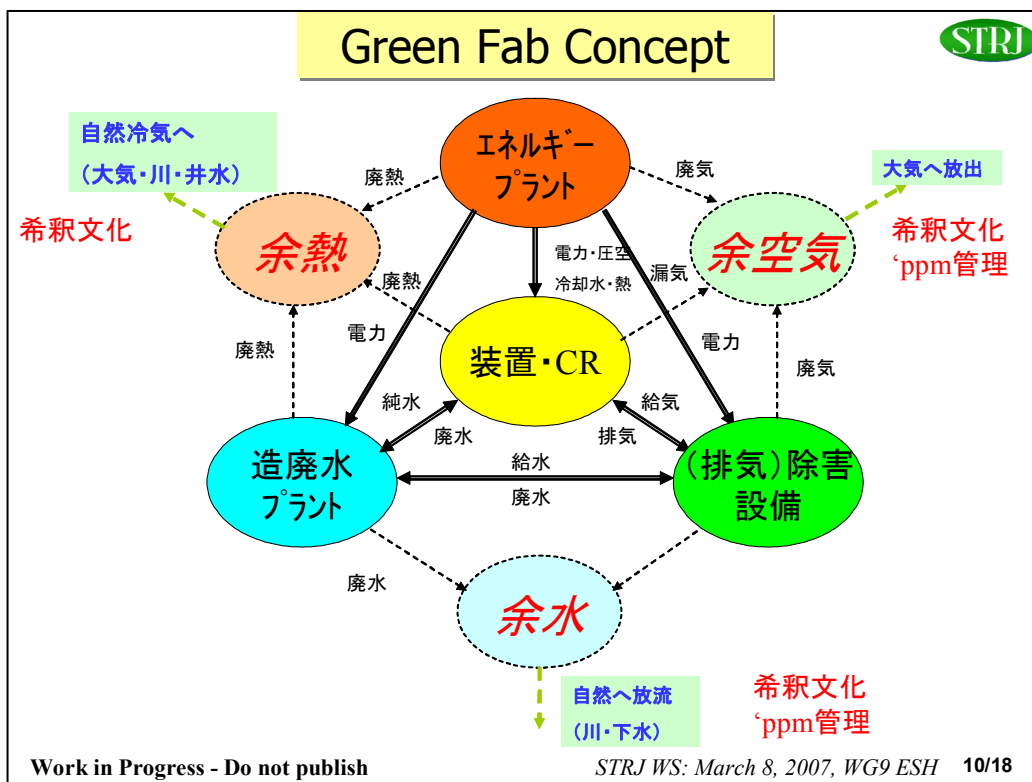 Green Fab Concept
STRJ
自然冷気へ
(大気・川・井水)
エネルギー
プラント
大気へ放出
廃熱
廃気
希釈文化
余熱
余空気
希釈文化
‘ppm管理
電力・圧空
冷却水・熱
廃熱
漏気
廃熱
電力
装置・CR
電力
廃気
純水
廃水
給気
排気
造廃水
プラント
給水
廃水
(排気)除害
設備
廃水
余水
自然へ放流
(川・下水)
希釈文化
‘ppm管理
Work in Progress - Do not publish
STRJ WS: March 8, 2007, WG9 ESH
10/18